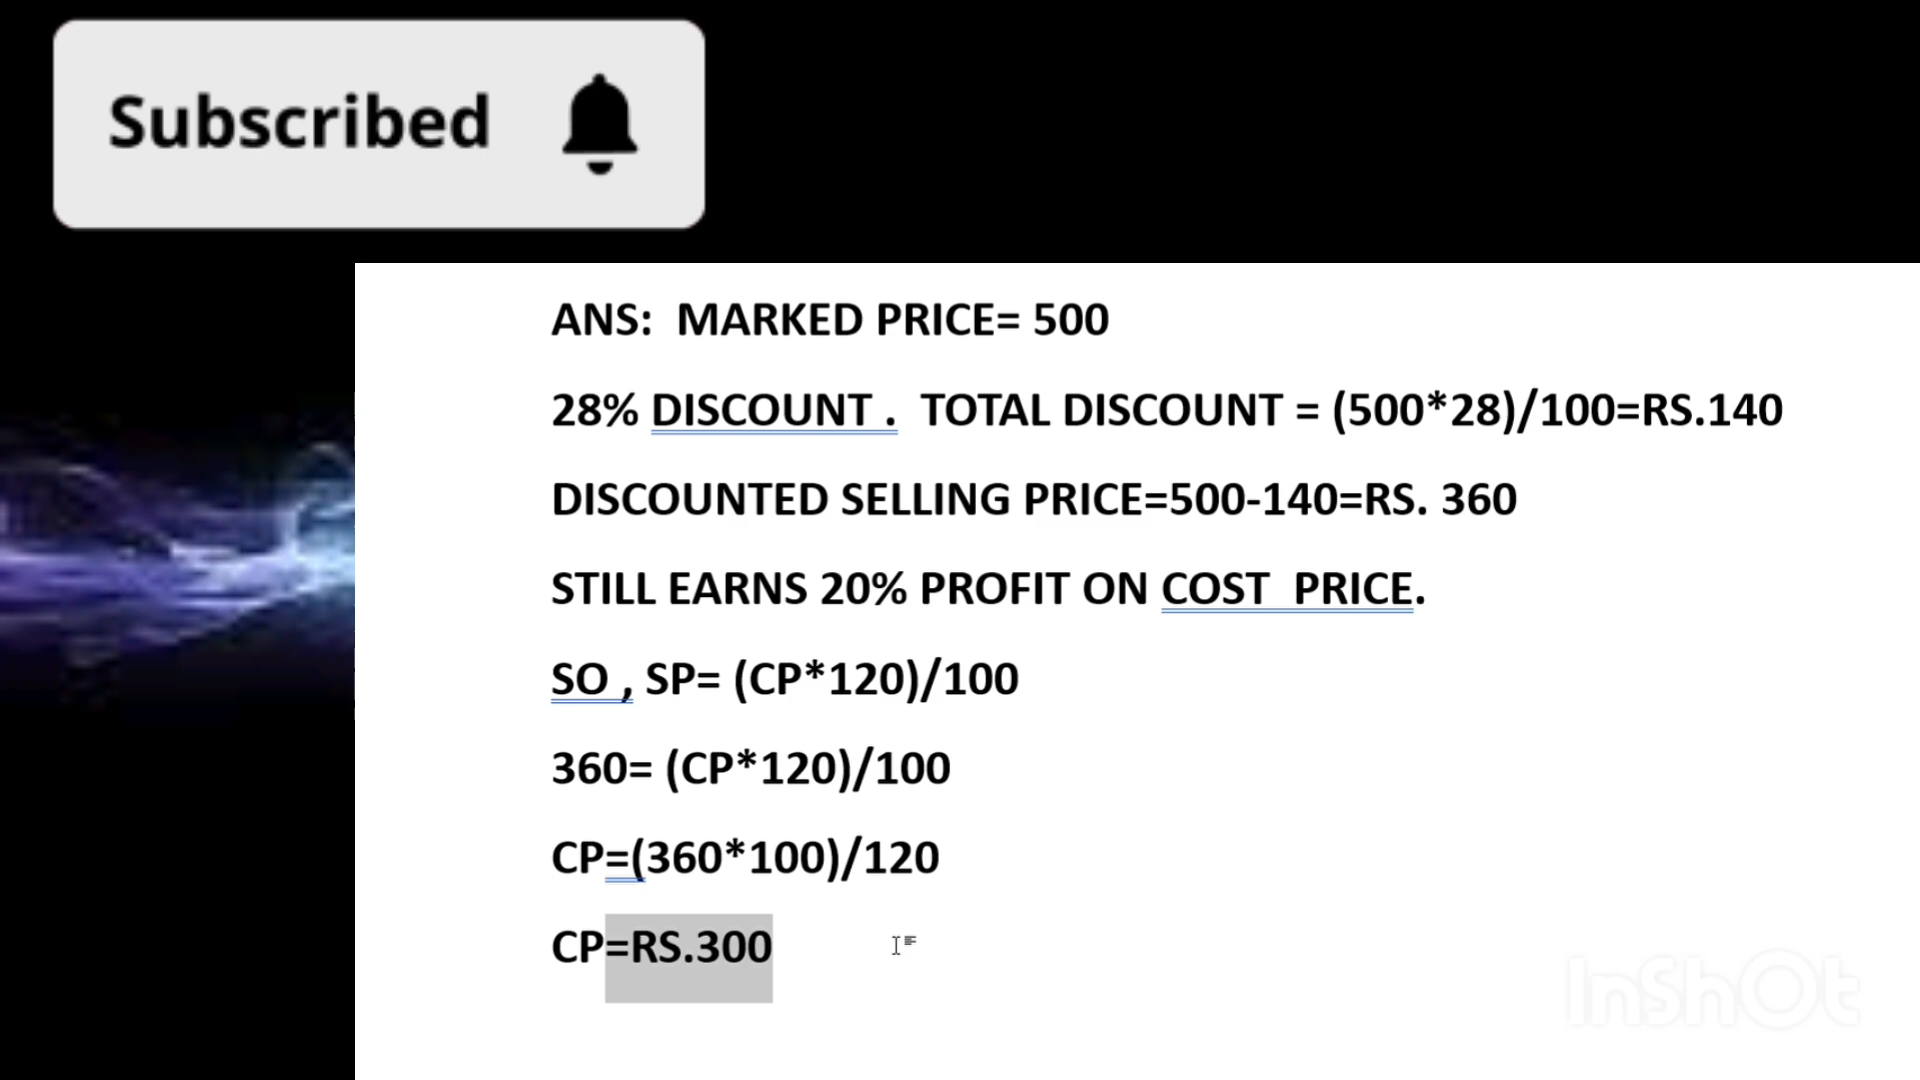 Subscribed
ANS: MARKED PRICE= 500
28% DISCOUNT . TOTAL DISCOUNT = (500*28)/100=RS.140
DISCOUNTED SELLING PRICE=500-140=RS. 360
STILL EARNS 20% PROFIT ON COST PRICE.
SO , SP= (CP*120)/100
360= (CP*120)/100
CP=(360*100)/120
CP=RS.300
InShOt